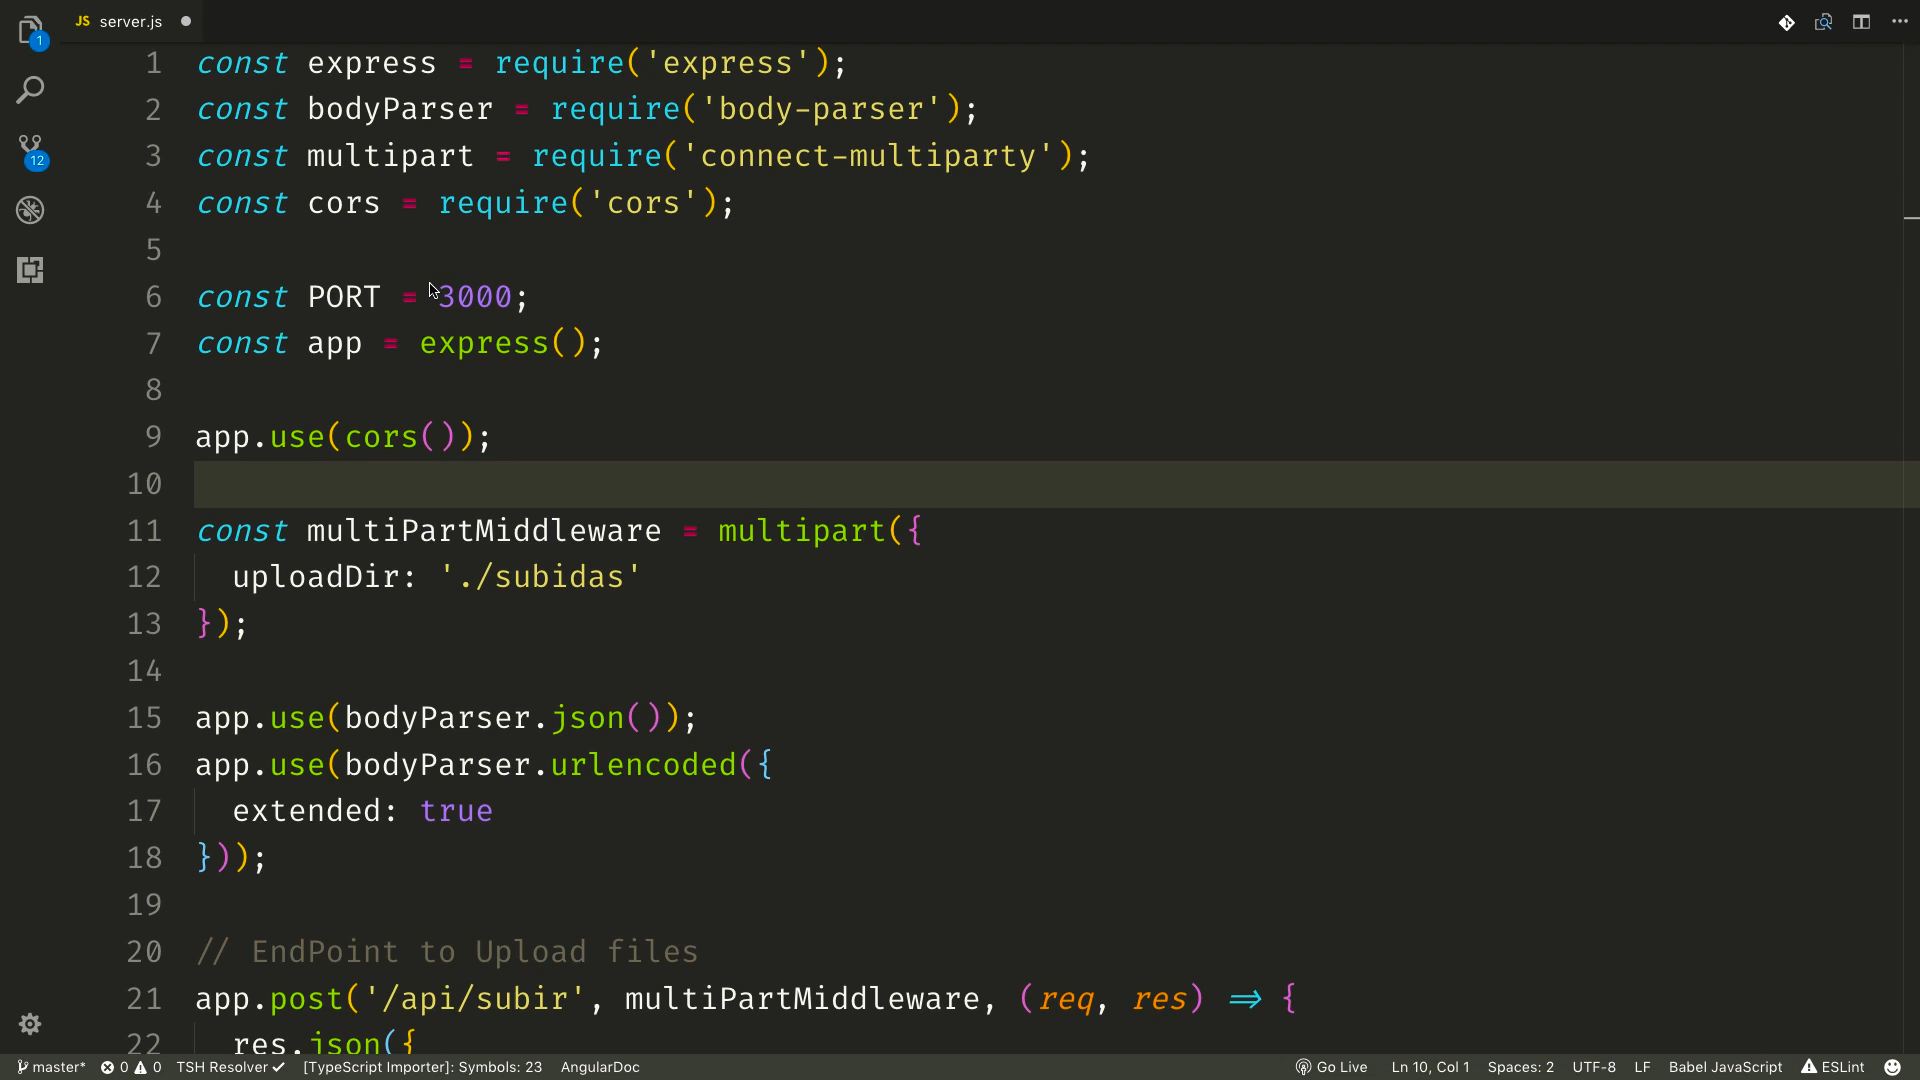 JS server.js
1
1 const express = require('express');
2 const bodyParser = require('body-parser');
3 const multipart = require('connect-multiparty');
4 const cors = require('cors');
5
6 const PORT = 3000;
7 const app = express();
8
9 app.use(cors());
10
11 const multiPartMiddleware = multipart({
12 uploadDir: './subidas'
13 });
14
15 app.use(bodyParser.json());
16 app.use(bodyParser.urlencoded({
17 extended: true
18 }));
19
20 // EndPoint to Upload files
21 app.post('/api/subir', multiPartMiddleware, (req, res) => {
22 res.json({
12
master* 0 0 TSH Resolver ✓ [TypeScript Importer]: Symbols: 23 AngularDoc Go Live Ln 10, Col 1 Spaces: 2 UTF-8 LF Babel JavaScript ESLint